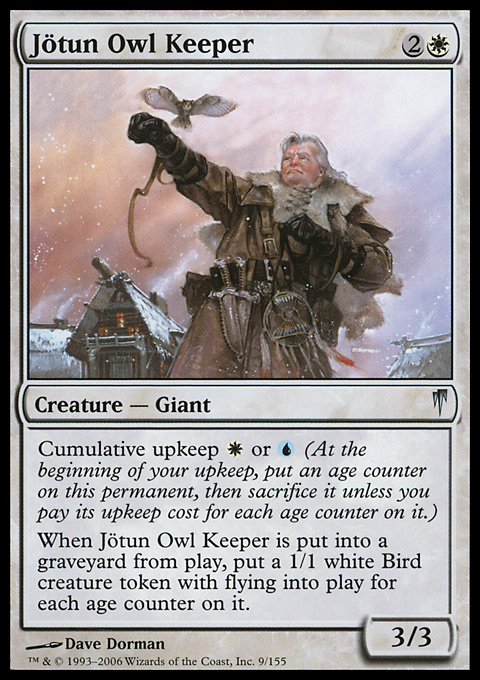 Jötun Owl Keeper 2
Creature — Giant
Cumulative upkeep or (At the
beginning of your upkeep, put an age counter
on this permanent, then sacrifice it unless you
pay its upkeep cost for each age counter on it.)
When Jötun Owl Keeper is put into a
graveyard from play, put a 1/1 white Bird
creature token with flying into play for
each age counter on it.
Dave Dorman
3/3
™ & © 1993–2006 Wizards of the Coast, Inc. 9/155